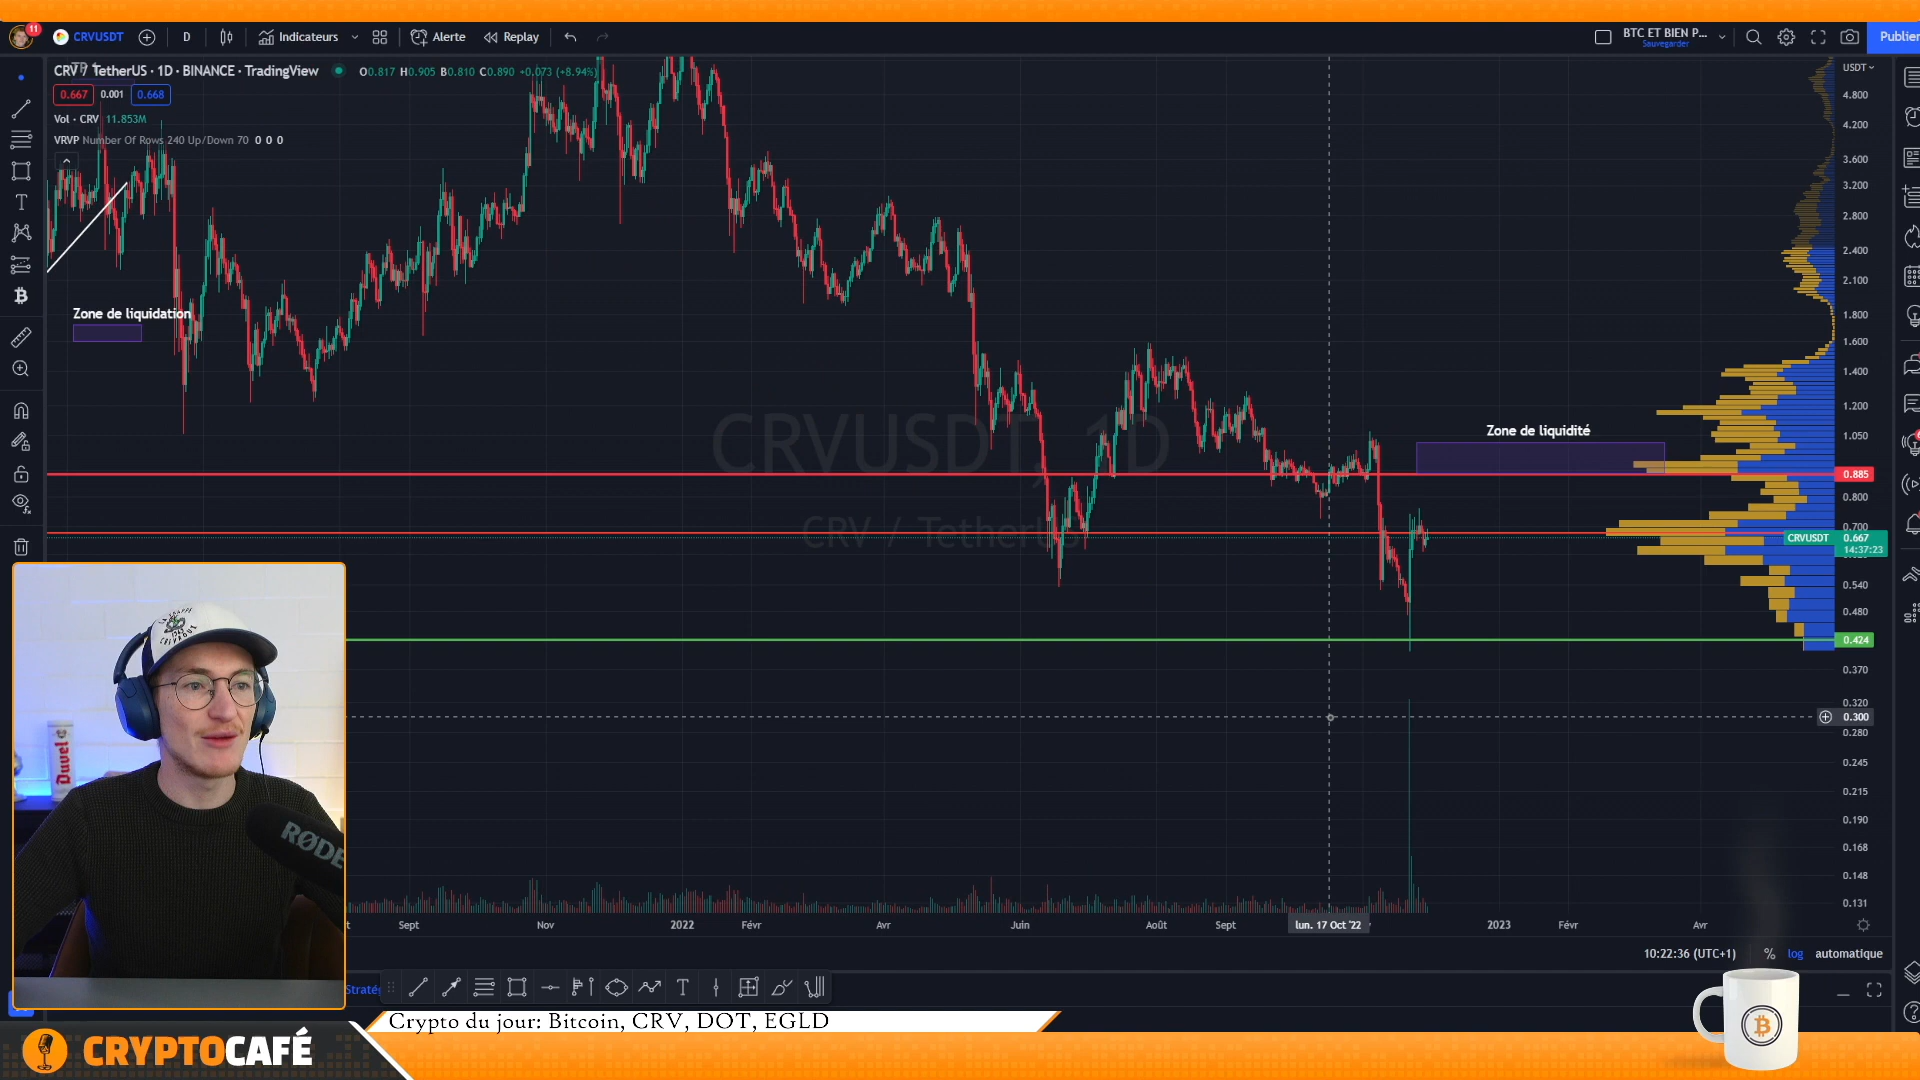 11
CRVUSDT
D
Indicateurs
Alerte
Replay
BTC ET BIEN P...
Sauvegarder
Publier
TP 1
CRV / TetherUS · 1D · BINANCE · TradingView
O0.817 H0.905 B0.810 C0.890 +0.073 (+8.94%)
USDT
0.667
0.001
0.668
Vol · CRV 11.853M
VRVP Number Of Rows 240 Up/Down 70 0 0 0
4.800
4.200
3.600
3.200
2.800
2.400
2.100
1.800
1.600
1.400
1.200
1.050
0.885
0.800
0.700
CRVUSDT 0.667
14:37:23
0.540
0.480
0.424
0.370
0.320
0.300
0.280
0.245
0.215
0.190
0.168
0.148
0.131
Zone de liquidation
Zone de liquidité
CRVUSDT, 1D
CRV / TetherUS
Duvel
RØDE
Sept
Nov
2022
Févr
Avr
Juin
Août
Sept
lun. 17 Oct '22
2023
Févr
Avr
10:22:36 (UTC+1)
%
log
automatique
Crypto du jour: Bitcoin, CRV, DOT, EGLD
CRYPTOCAFÉ